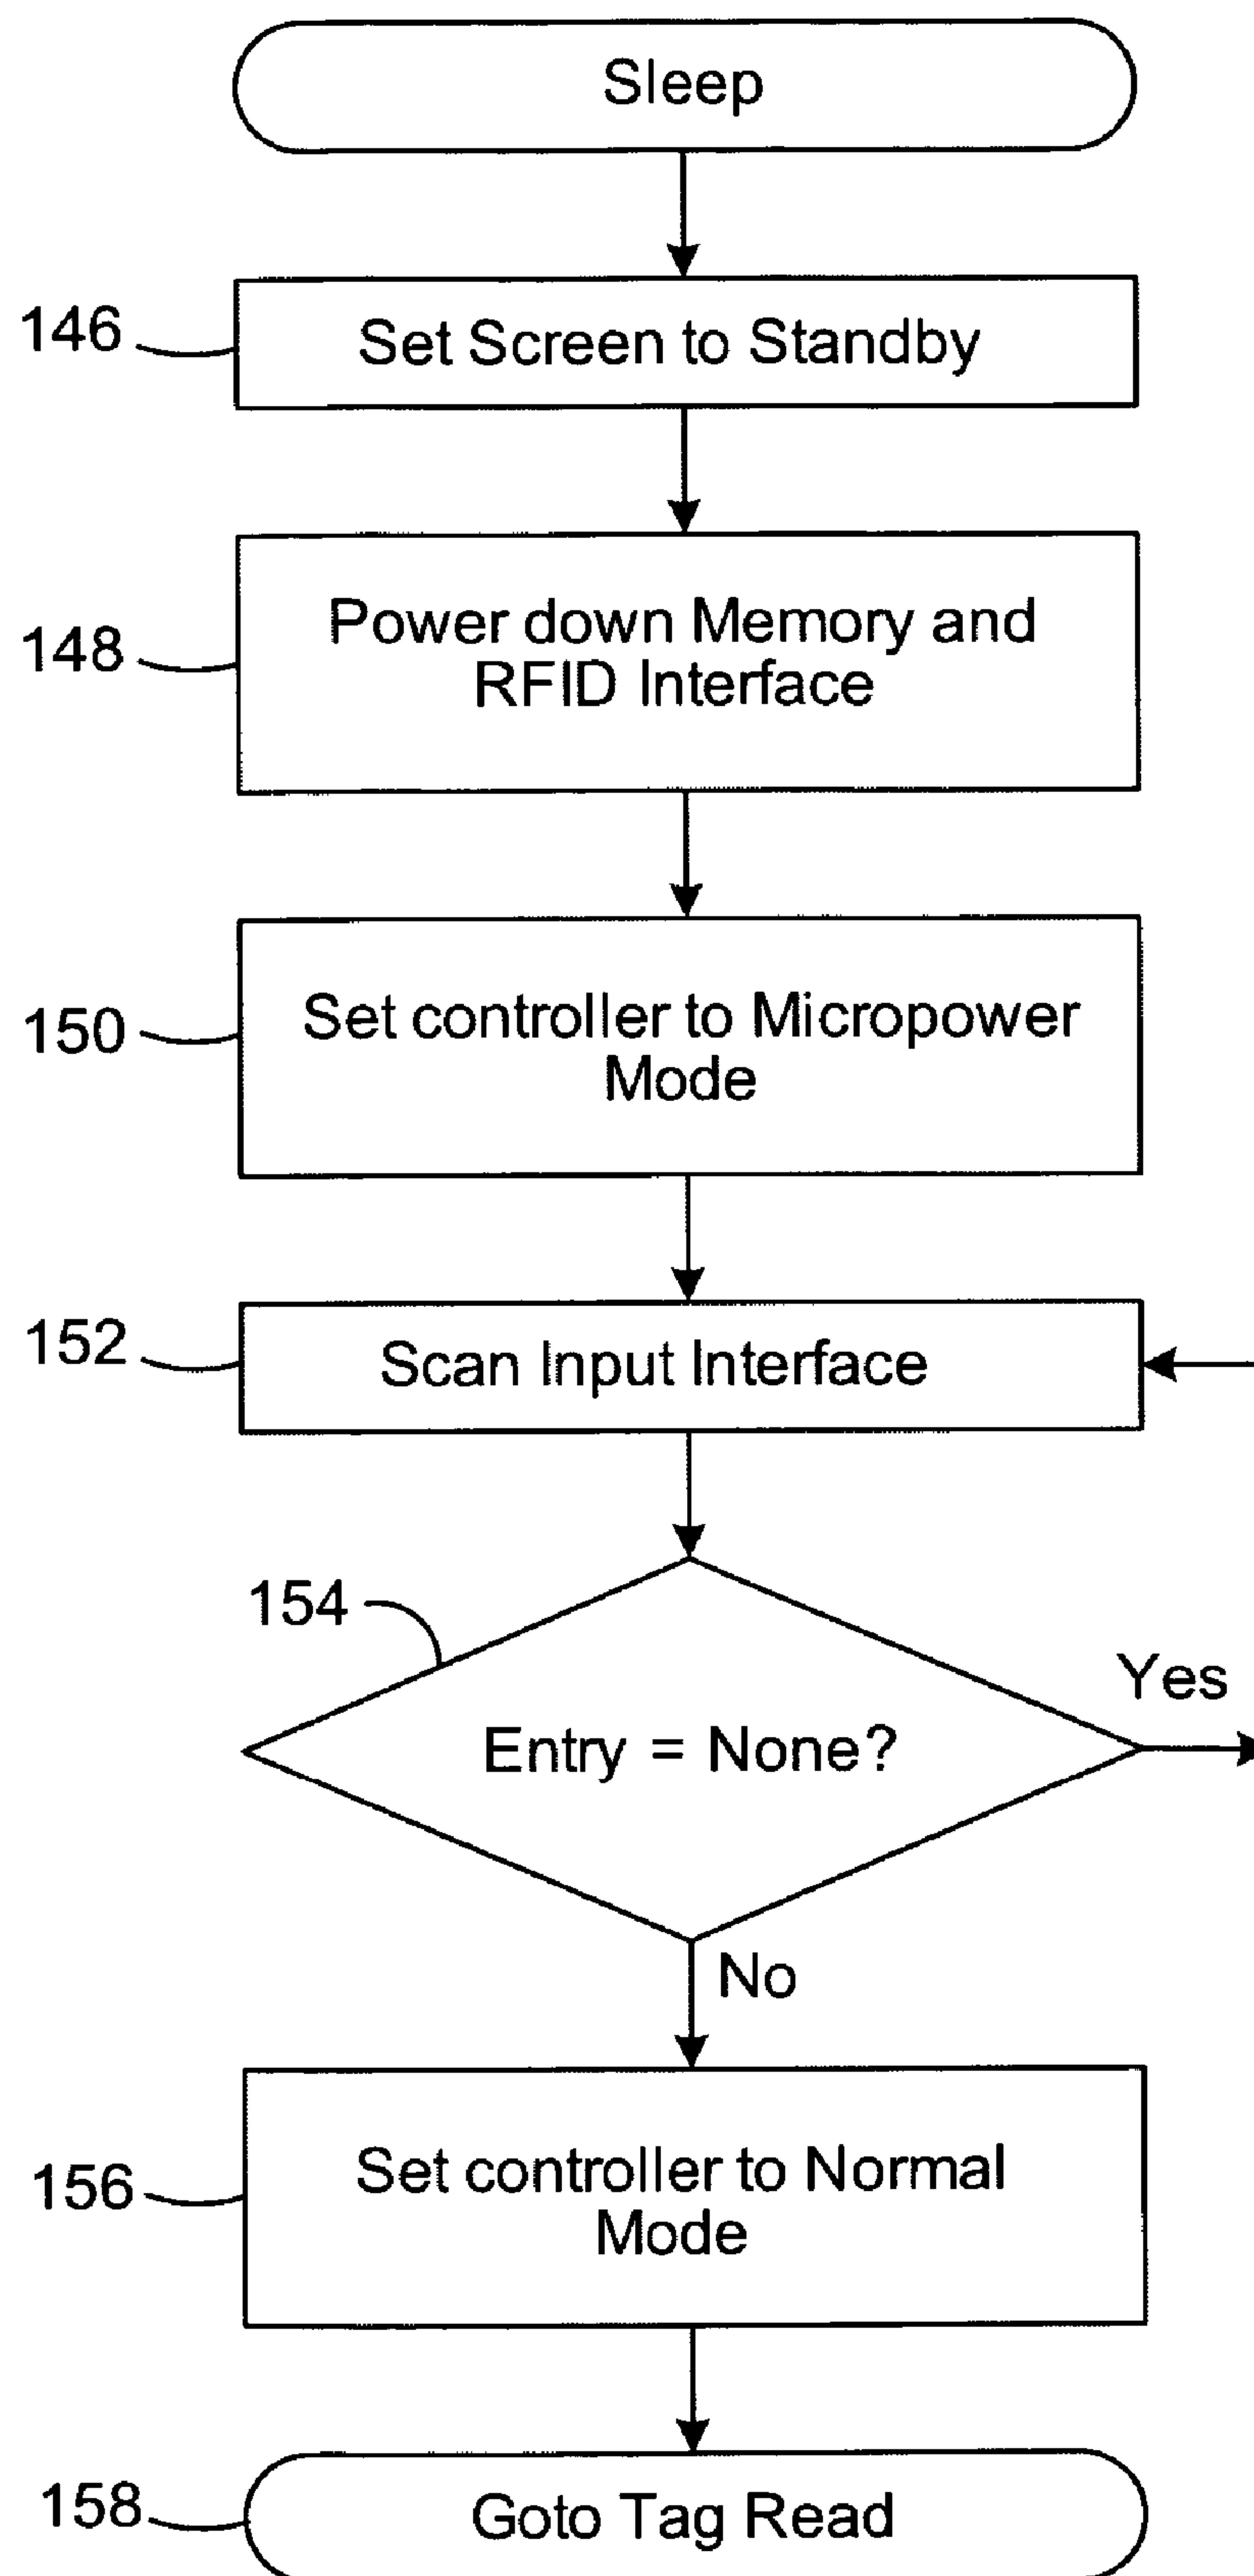 Sleep
146
Set Screen to Standby
148
Power down Memory and
RFID Interface
150
Set controller to Micropower
Mode
152
Scan Input Interface
154
Entry = None?
Yes
No
156
Set controller to Normal
Mode
158
Goto Tag Read